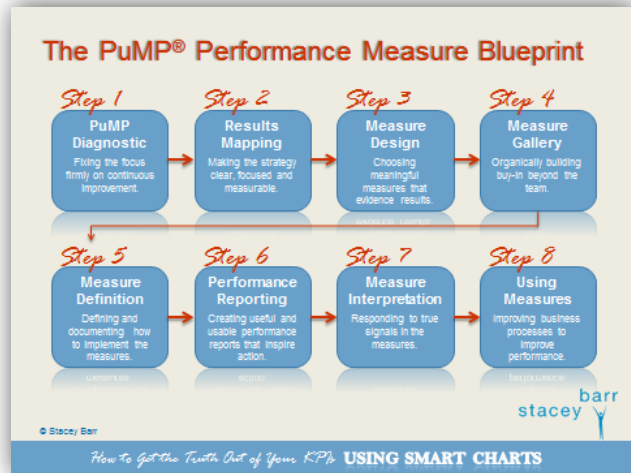 The PuMP® Performance Measure Blueprint
Step 1
PuMP
Diagnostic
Fixing the focus
firmly on continuous
improvement.
Step 2
Results
Mapping
Making the strategy
clear, focused and
measurable.
Step 3
Measure
Design
Choosing
meaningful
measures that
evidence results.
Step 4
Measure
Gallery
Organically building
buy-in beyond the
team.
Step 5
Measure
Definition
Defining and
documenting how
to implement the
measures.
Step 6
Performance
Reporting
Creating useful and
usable performance
reports that inspire
action.
Step 7
Measure
Interpretation
Responding to true
signals in the
measures.
Step 8
Using
Measures
Improving business
processes to
improve
performance.
stacey barr
© Stacey Barr
How to Get the Truth Out of Your KPIs USING SMART CHARTS